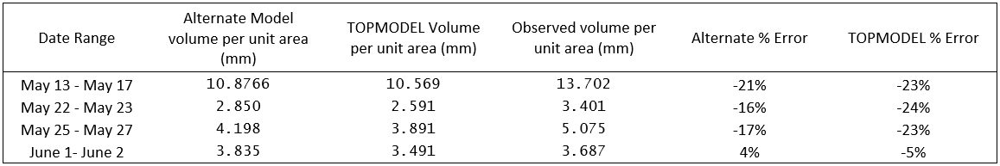 Date Range | Alternate Model volume per unit area (mm) | TOPMODEL Volume per unit area (mm) | Observed volume per unit area (mm) | Alternate % Error | TOPMODEL % Error
May 13 - May 17 | 10.8766 | 10.569 | 13.702 | -21% | -23%
May 22 - May 23 | 2.850 | 2.591 | 3.401 | -16% | -24%
May 25 - May 27 | 4.198 | 3.891 | 5.075 | -17% | -23%
June 1- June 2 | 3.835 | 3.491 | 3.687 | 4% | -5%